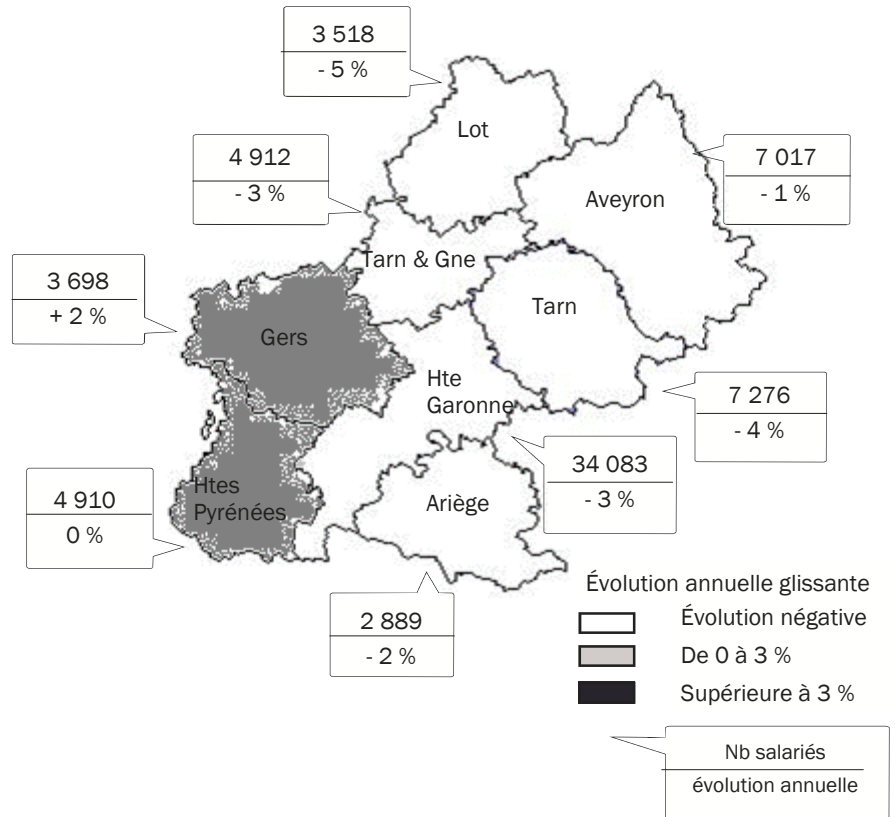 3 518
- 5 %
Lot
4 912
- 3 %
7 017
- 1 %
Aveyron
Tarn & Gne
3 698
+ 2 %
Gers
Tarn
Hte
Garonne
7 276
- 4 %
34 083
- 3 %
4 910
0 %
Htes
Pyrénées
Ariège
2 889
- 2 %
Évolution annuelle glissante
Évolution négative
De 0 à 3 %
Supérieure à 3 %
Nb salariés
évolution annuelle